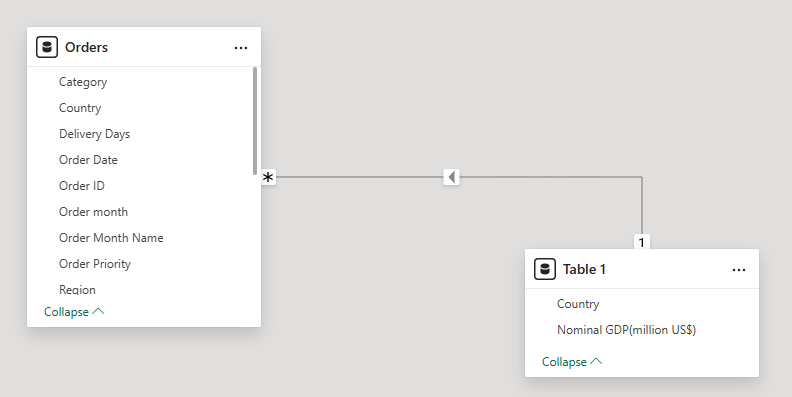 Orders
...
Category
Country
Delivery Days
Order Date
Order ID
Order month
Order Month Name
Order Priority
Region
Collapse
*
1
Table 1
...
Country
Nominal GDP(million US$)
Collapse